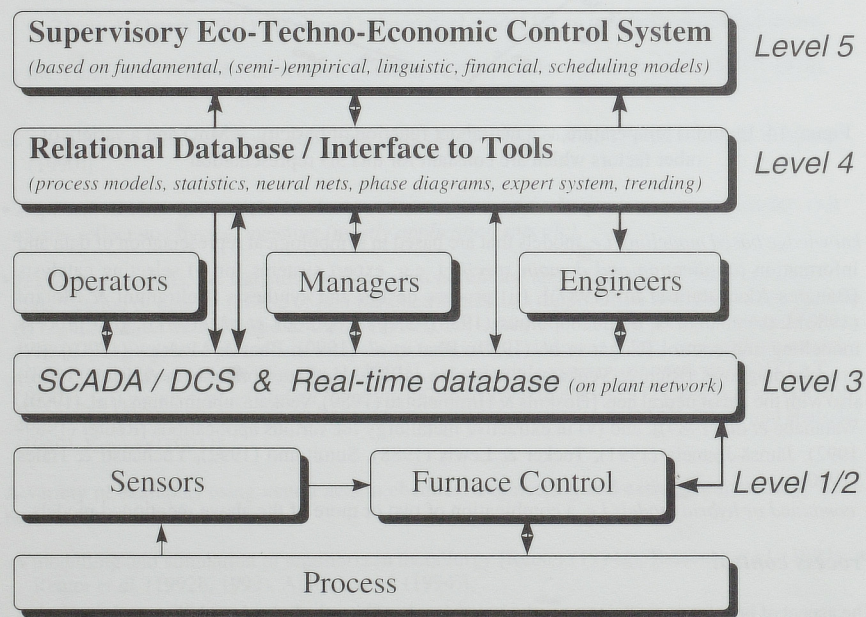 Supervisory Eco-Techno-Economic Control System
(based on fundamental, (semi-)empirical, linguistic, financial, scheduling models)
Level 5
Relational Database / Interface to Tools
(process models, statistics, neural nets, phase diagrams, expert system, trending)
Level 4
Operators
Managers
Engineers
SCADA / DCS & Real-time database (on plant network)
Level 3
Sensors
Furnace Control
Level 1/2
Process